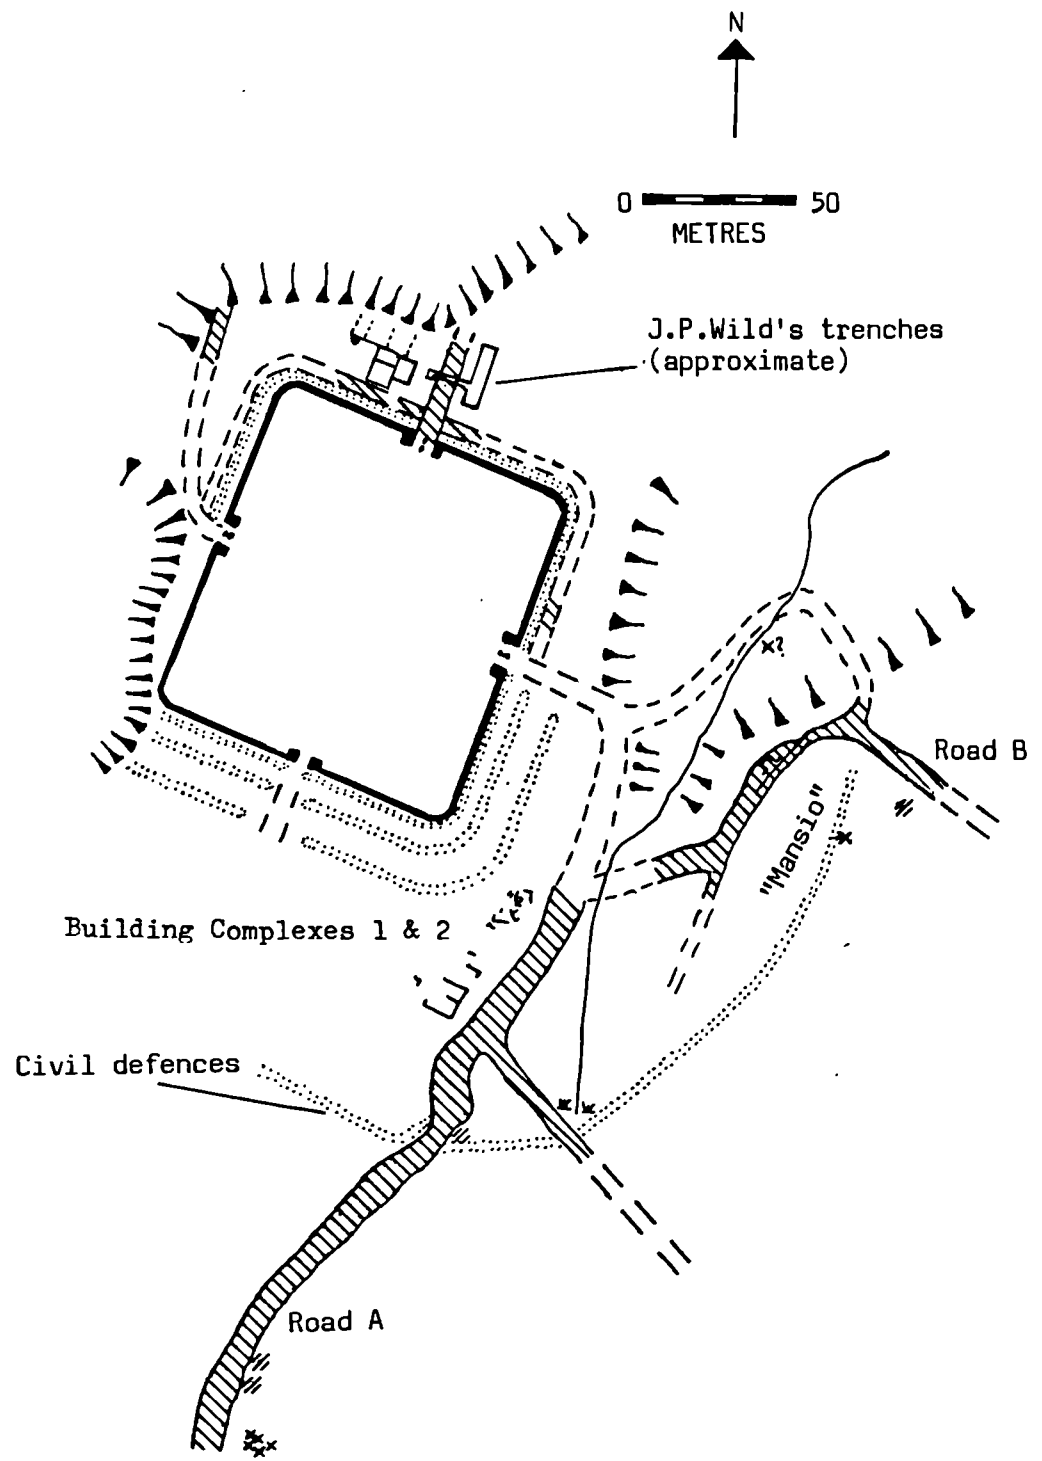 N
0 50
METRES
J.P.Wild's trenches
(approximate)
x?
Road B
"Mansio"
Building Complexes 1 & 2
Civil defences
Road A